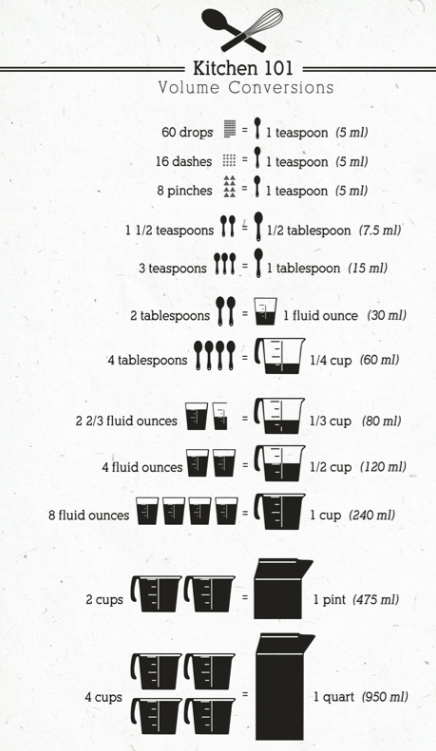 Kitchen 101
Volume Conversions
60 drops = 1 teaspoon (5 ml)
16 dashes = 1 teaspoon (5 ml)
8 pinches = 1 teaspoon (5 ml)
1 1/2 teaspoons = 1/2 tablespoon (7.5 ml)
3 teaspoons = 1 tablespoon (15 ml)
2 tablespoons = 1 fluid ounce (30 ml)
4 tablespoons = 1/4 cup (60 ml)
2 2/3 fluid ounces = 1/3 cup (80 ml)
4 fluid ounces = 1/2 cup (120 ml)
8 fluid ounces = 1 cup (240 ml)
2 cups = 1 pint (475 ml)
4 cups = 1 quart (950 ml)